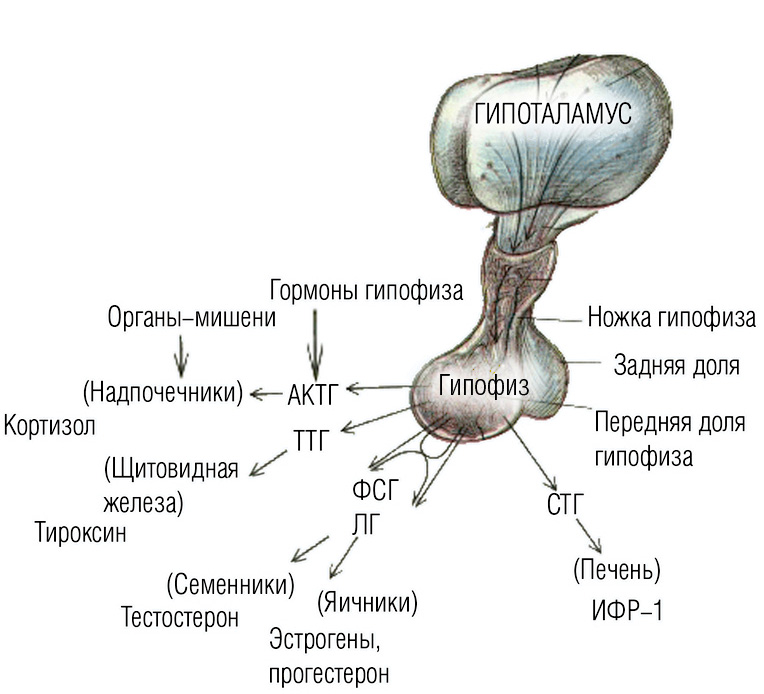 ГИПОТАЛАМУС
Гормоны гипофиза
Органы–мишени
Ножка гипофиза
Задняя доля
Гипофиз
(Надпочечники)
АКТГ
Кортизол
Передняя доля
гипофиза
ТТГ
(Щитовидная
железа)
Тироксин
ФСГ
ЛГ
СТГ
(Семенники)
Тестостерон
(Яичники)
Эстрогены,
прогестерон
(Печень)
ИФР–1